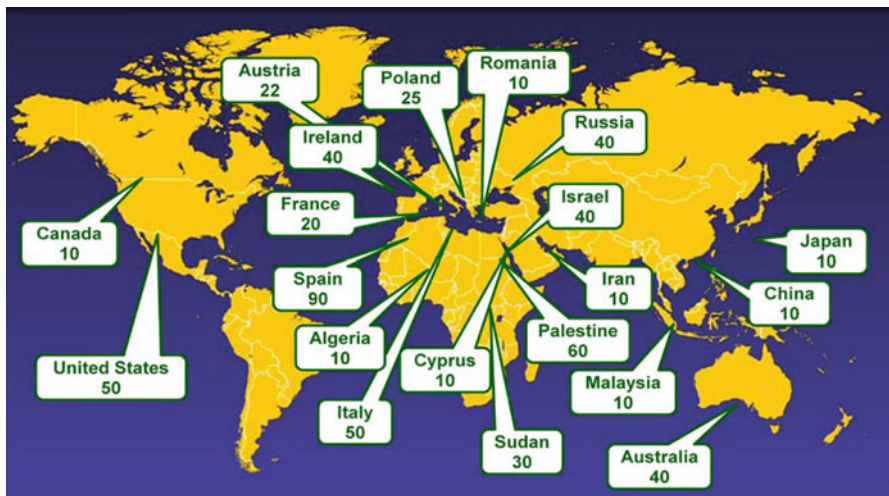 Austria
22
Poland
25
Romania
10
Ireland
40
Russia
40
France
20
Israel
40
Canada
10
Japan
10
Spain
90
Iran
10
China
10
Algeria
10
Cyprus
10
Palestine
60
United States
50
Malaysia
10
Italy
50
Sudan
30
Australia
40